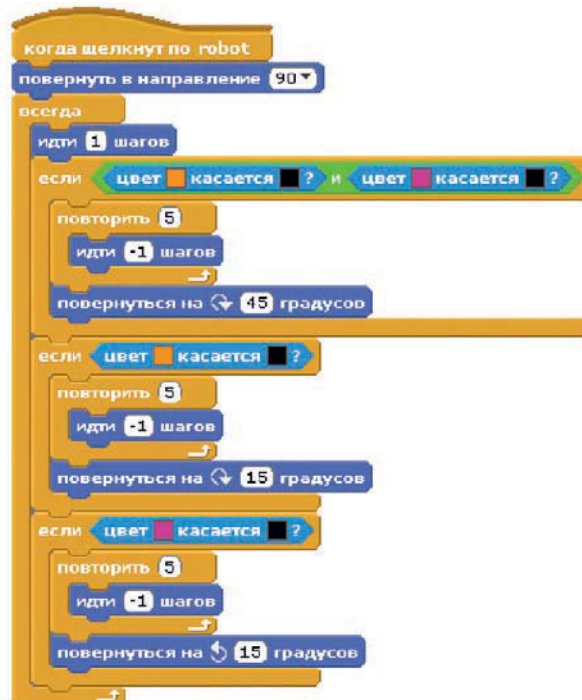 когда щелкнут по robot
повернуть в направление 90
всегда
идти 1 шагов
если цвет касается ? и цвет касается ?
повторить 5
идти -1 шагов
повернуться на 45 градусов
если цвет касается ?
повторить 5
идти -1 шагов
повернуться на 15 градусов
если цвет касается ?
повторить 5
идти -1 шагов
повернуться на 15 градусов